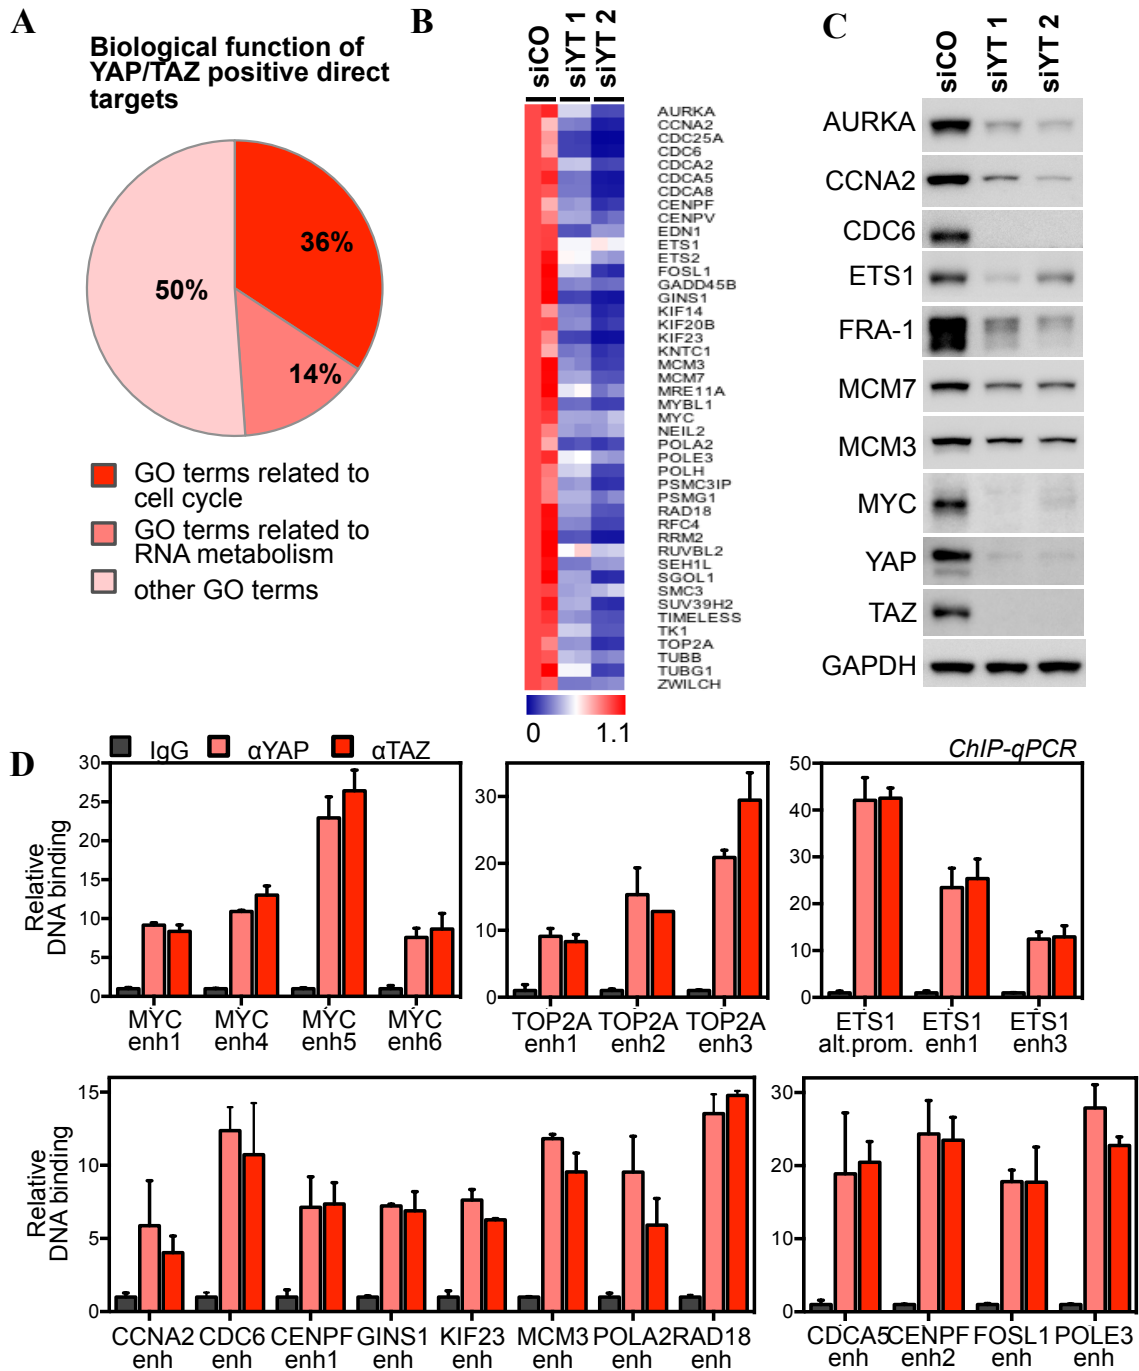 A
Biological function of
YAP/TAZ positive direct
targets
36%
50%
14%
GO terms related to
cell cycle
GO terms related to
RNA metabolism
other GO terms
B
siCO
siYT 1
siYT 2
AURKA
CCNA2
CDC25A
CDC6
CDCA2
CDCA5
CDCA8
CENPF
CENPV
EDN1
ETS1
ETS2
FOSL1
GADD45B
GINS1
KIF14
KIF20B
KIF23
KNTC1
MCM3
MCM7
MRE11A
MYBL1
MYC
NEIL2
POLA2
POLE3
POLH
PSMC3IP
PSMG1
RAD18
RFC4
RRM2
RUVBL2
SEH1L
SGOL1
SMC3
SUV39H2
TIMELESS
TK1
TOP2A
TUBB
TUBG1
ZWILCH
0 1.1
C
siCO
siYT 1
siYT 2
AURKA
CCNA2
CDC6
ETS1
FRA-1
MCM7
MCM3
MYC
YAP
TAZ
GAPDH
D
IgG αYAP αTAZ
ChIP-qPCR
Relative
DNA binding
30
25
20
15
10
5
0
MYC MYC MYC MYC
enh1 enh4 enh5 enh6
30
20
10
0
TOP2A TOP2A TOP2A
enh1 enh2 enh3
50
40
30
20
10
0
ETS1 ETS1 ETS1
alt.prom. enh1 enh3
Relative
DNA binding
15
10
5
0
CCNA2 CDC6 CENPF GINS1 KIF23 MCM3 POLA2 RAD18
enh enh enh1 enh enh enh enh enh
30
20
10
0
CDCA5 CENPF FOSL1 POLE3
enh enh2 enh enh